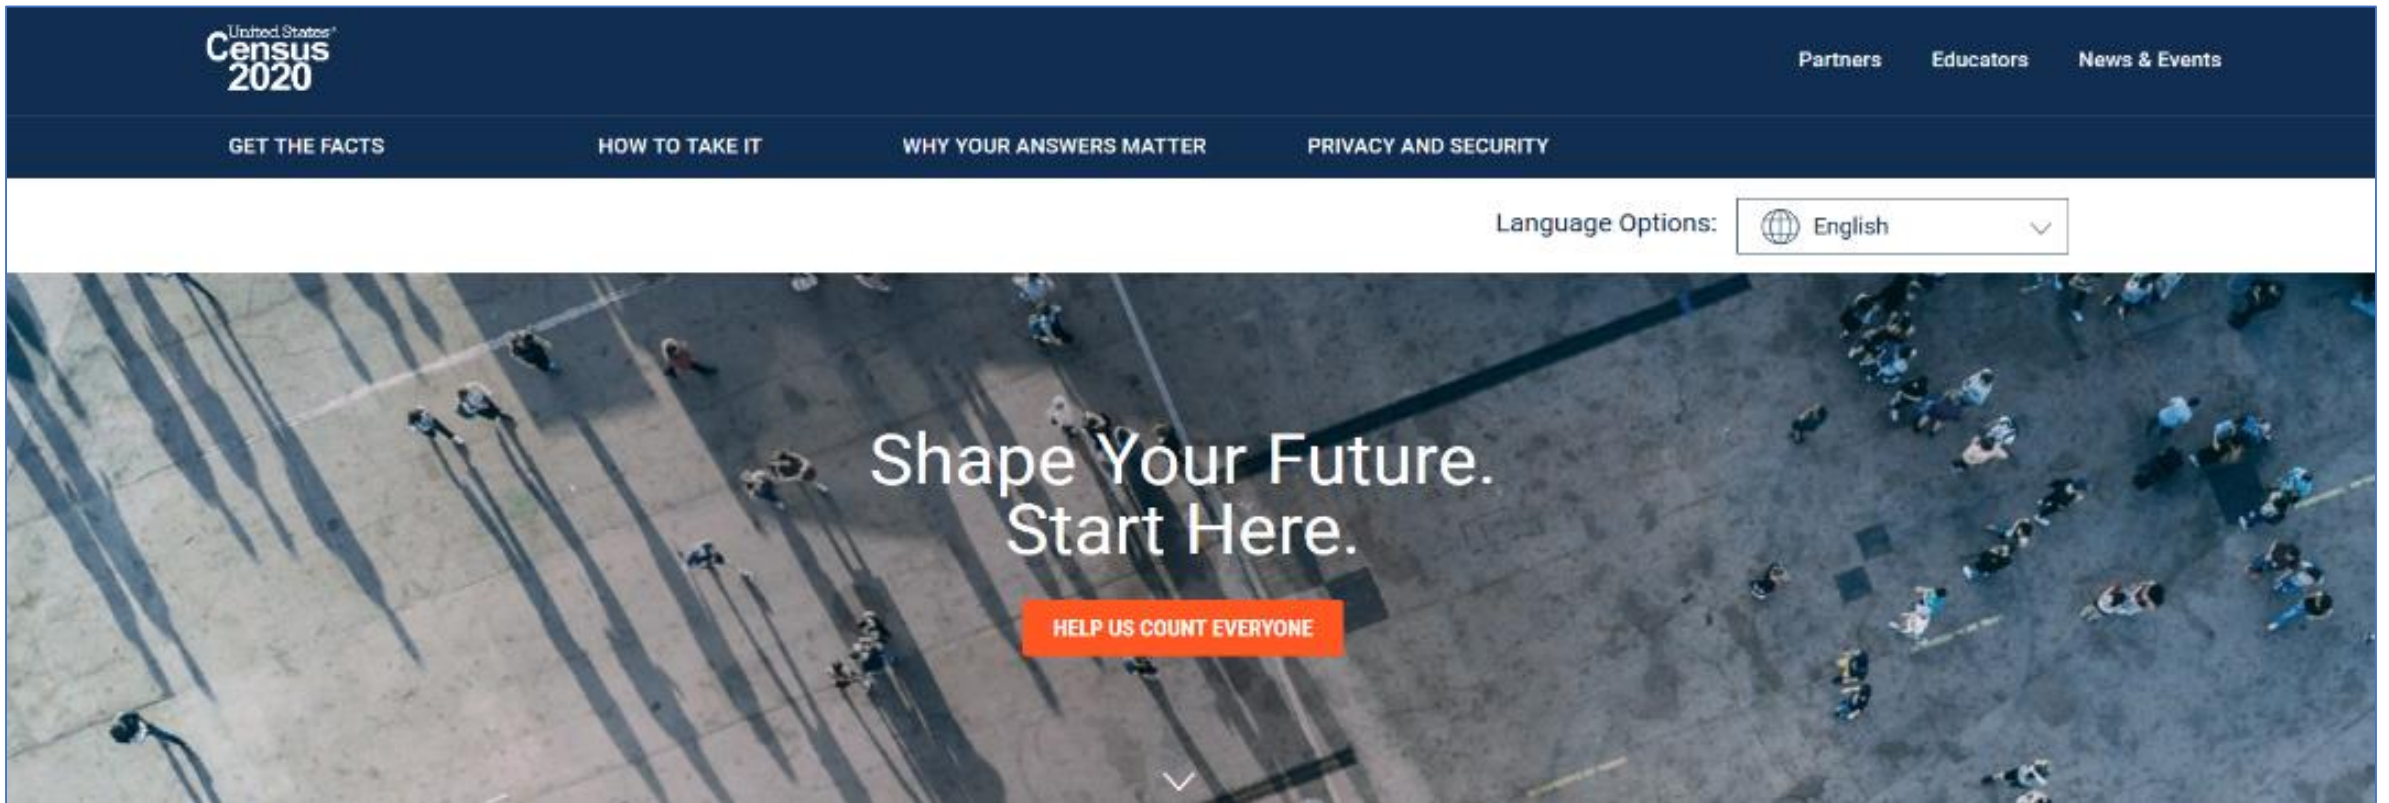 United States®
Census
2020
Partners Educators News & Events
GET THE FACTS HOW TO TAKE IT WHY YOUR ANSWERS MATTER PRIVACY AND SECURITY
Language Options: English
Shape Your Future.
Start Here.
HELP US COUNT EVERYONE